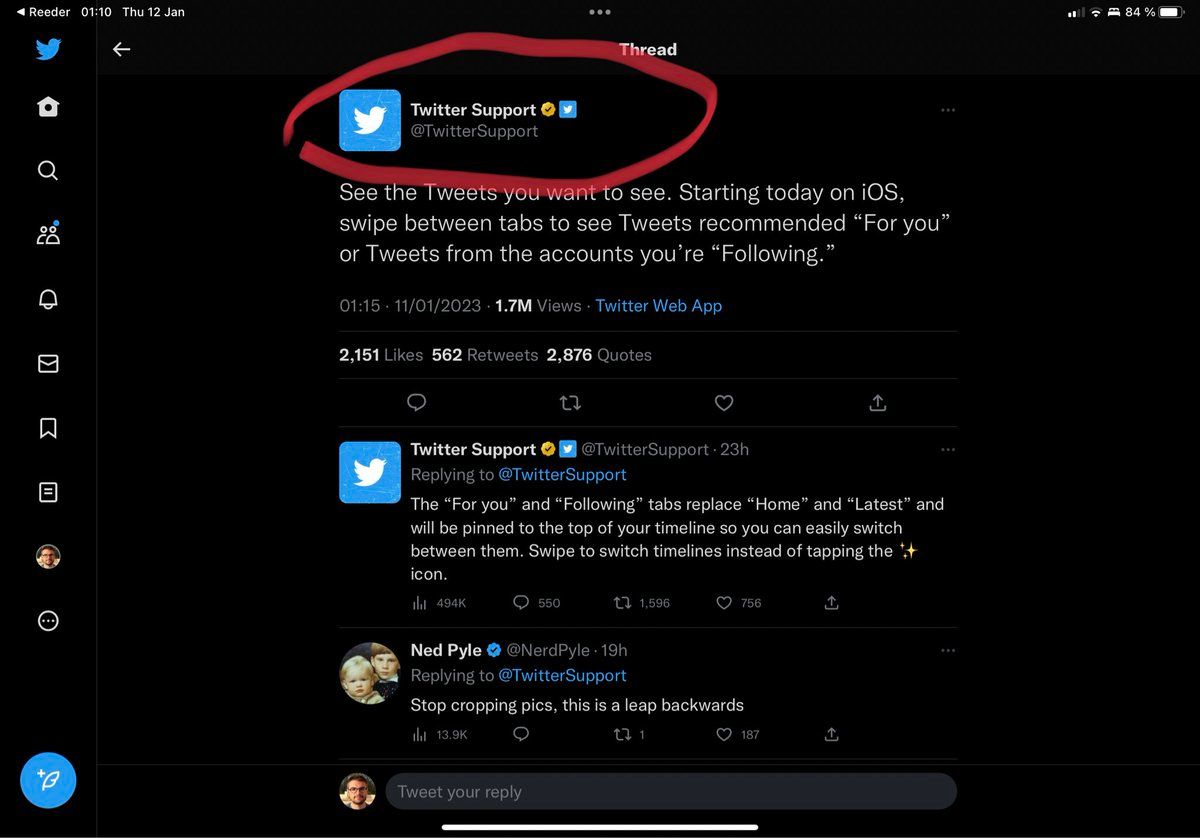 ◀ Reeder 01:10 Thu 12 Jan
84 %
Thread
Twitter Support
@TwitterSupport
See the Tweets you want to see. Starting today on iOS,
swipe between tabs to see Tweets recommended “For you”
or Tweets from the accounts you’re “Following.”
01:15 · 11/01/2023 · 1.7M Views · Twitter Web App
2,151 Likes 562 Retweets 2,876 Quotes
Twitter Support @TwitterSupport · 23h
Replying to @TwitterSupport
The “For you” and “Following” tabs replace “Home” and “Latest” and
will be pinned to the top of your timeline so you can easily switch
between them. Swipe to switch timelines instead of tapping the ✨
icon.
494K 550 1,596 756
Ned Pyle @NerdPyle · 19h
Replying to @TwitterSupport
Stop cropping pics, this is a leap backwards
13.9K 1 187
Tweet your reply